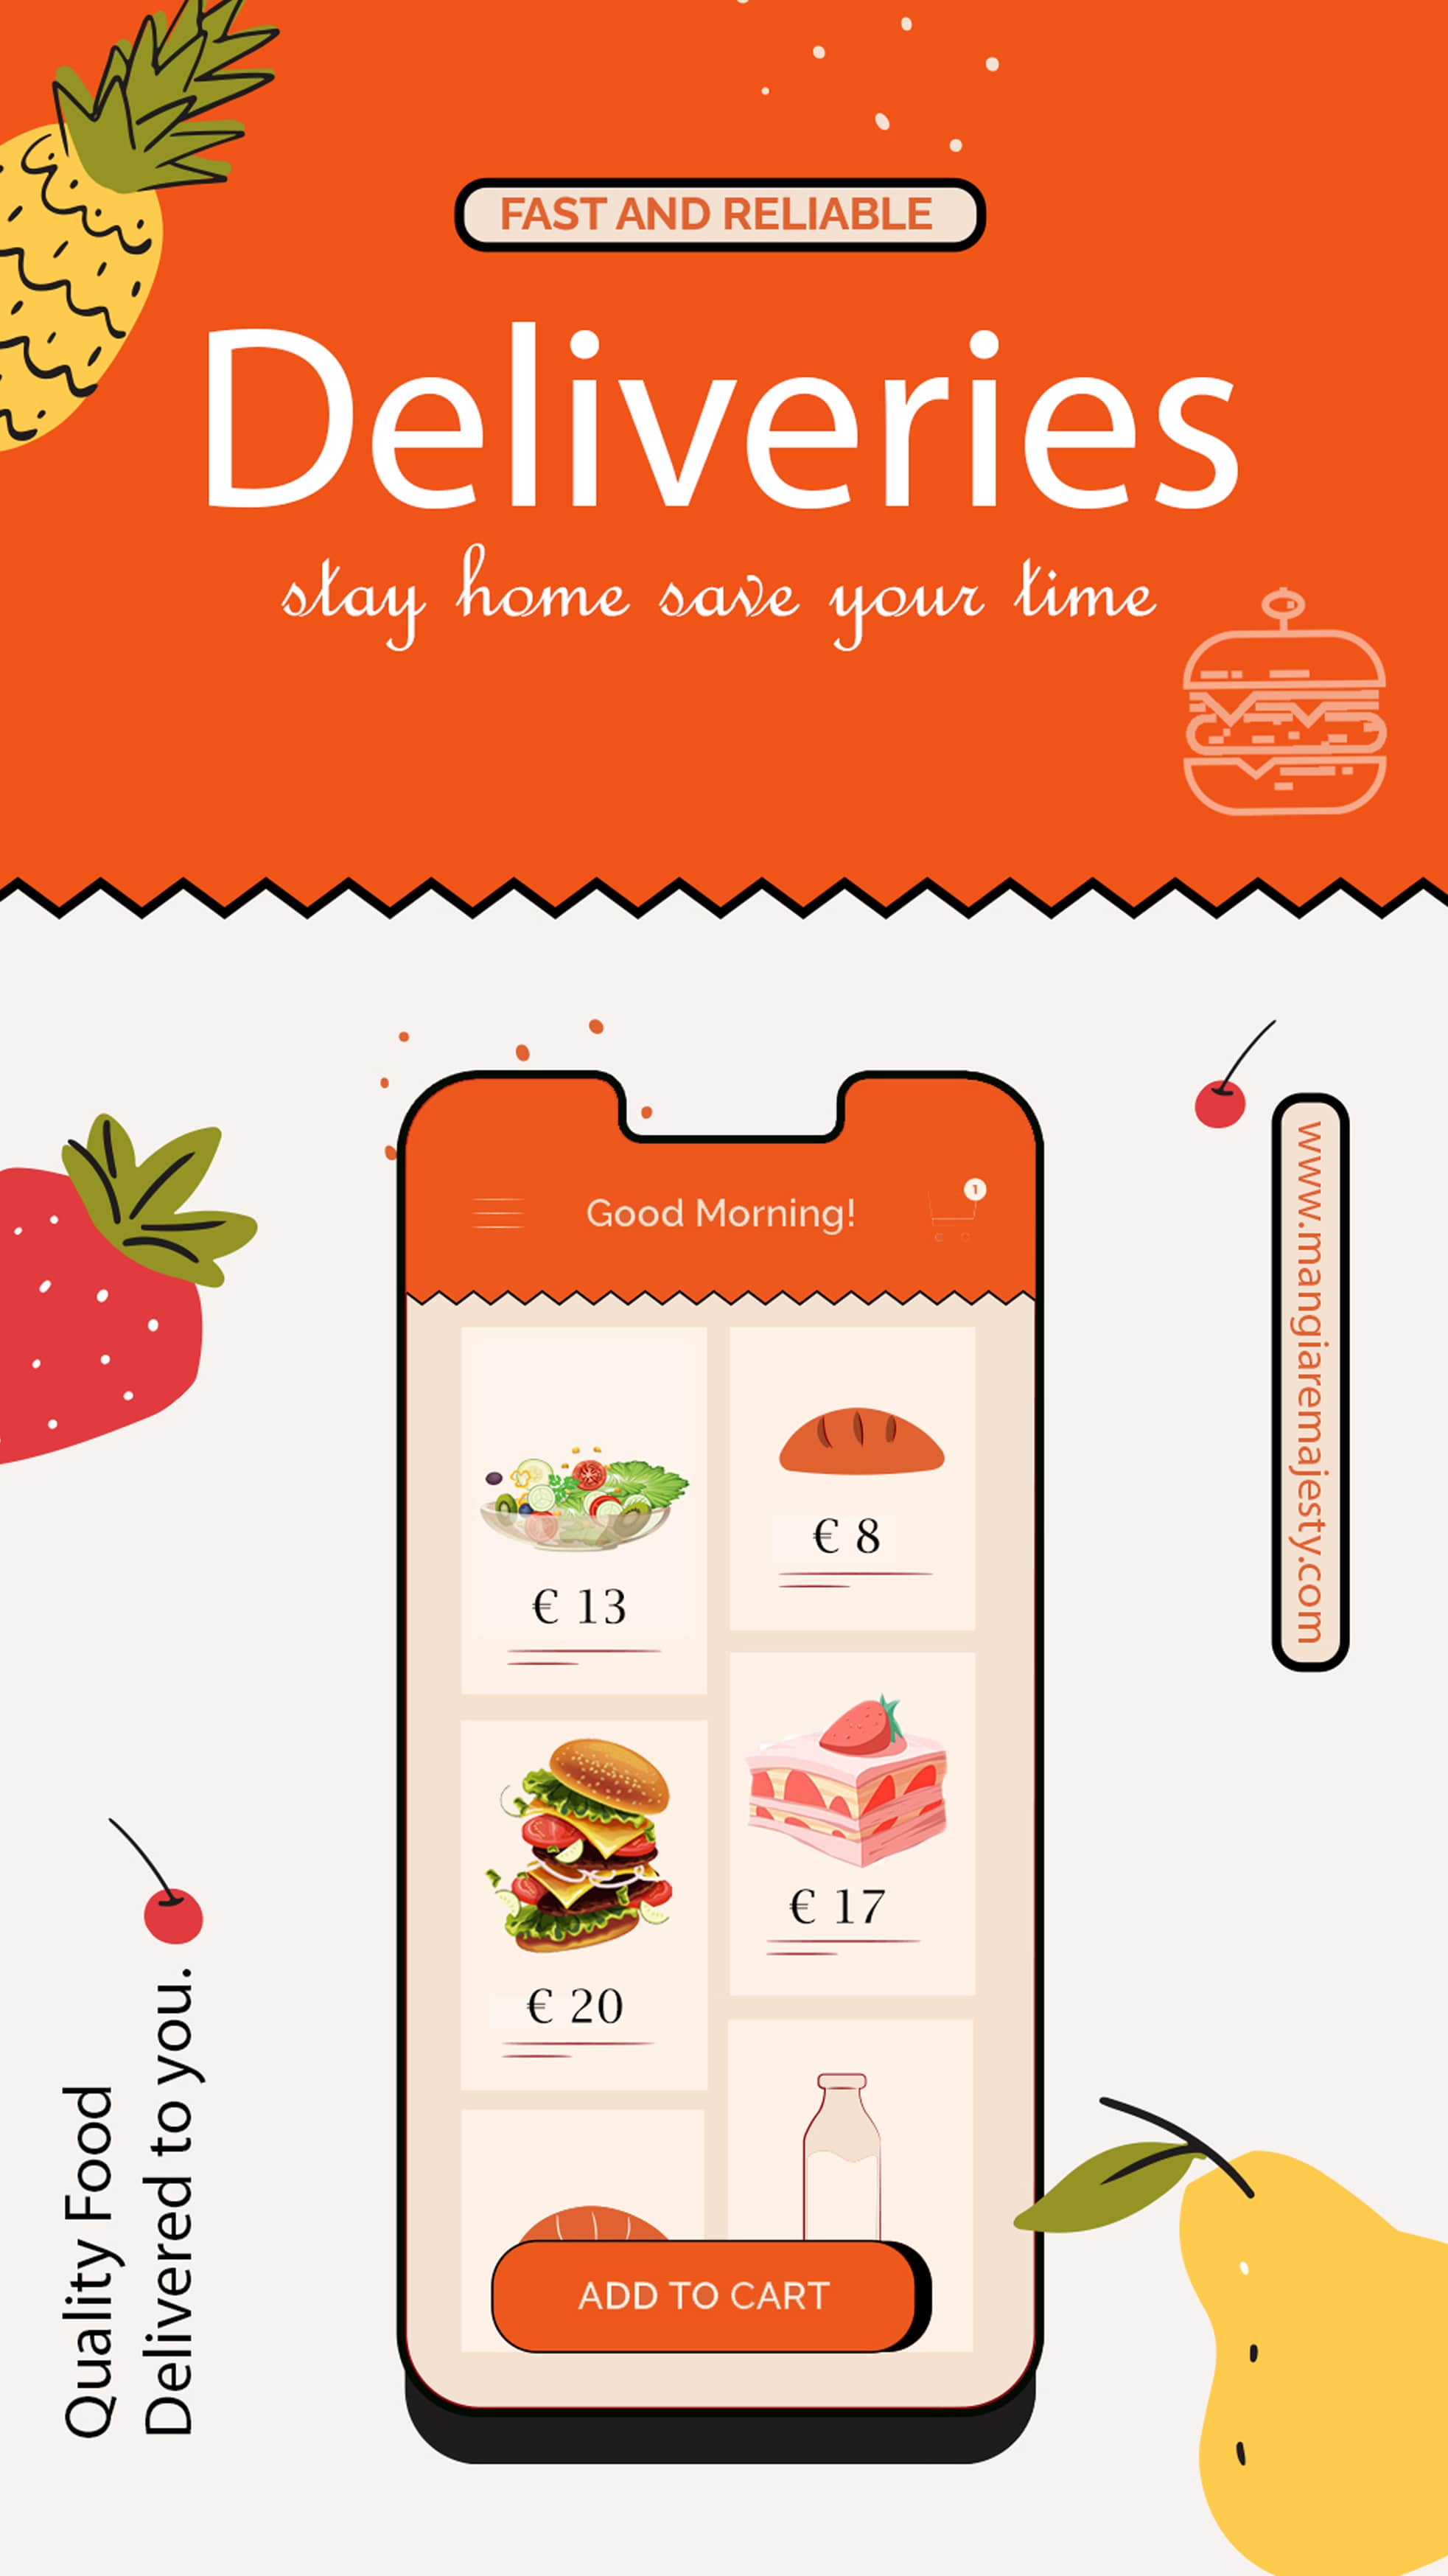 FAST AND RELIABLE
Deliveries
stay home save your time
Good Morning!
1
www.mangiaremajesty.com
€ 13
€ 8
€ 20
€ 17
Quality Food
Delivered to you.
ADD TO CART